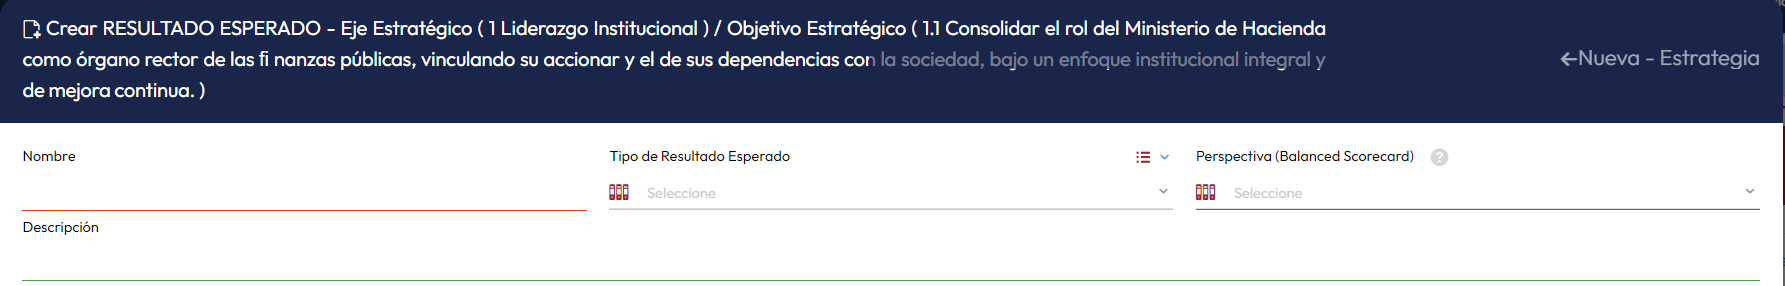 Crear RESULTADO ESPERADO - Eje Estratégico ( 1 Liderazgo Institucional ) / Objetivo Estratégico ( 1.1 Consolidar el rol del Ministerio de Hacienda
como órgano rector de las fi nanzas públicas, vinculando su accionar y el de sus dependencias con la sociedad, bajo un enfoque institucional integral y
de mejora continua. )
Nueva - Estrategia
Nombre
Tipo de Resultado Esperado
Perspectiva (Balanced Scorecard) ?
Seleccione
Seleccione
Descripción